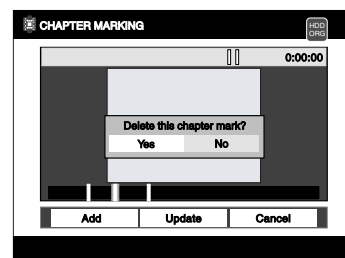 CHAPTER MARKING
HDD
ORG
0:00:00
Delete this chapter mark?
Yes No
Add Update Cancel